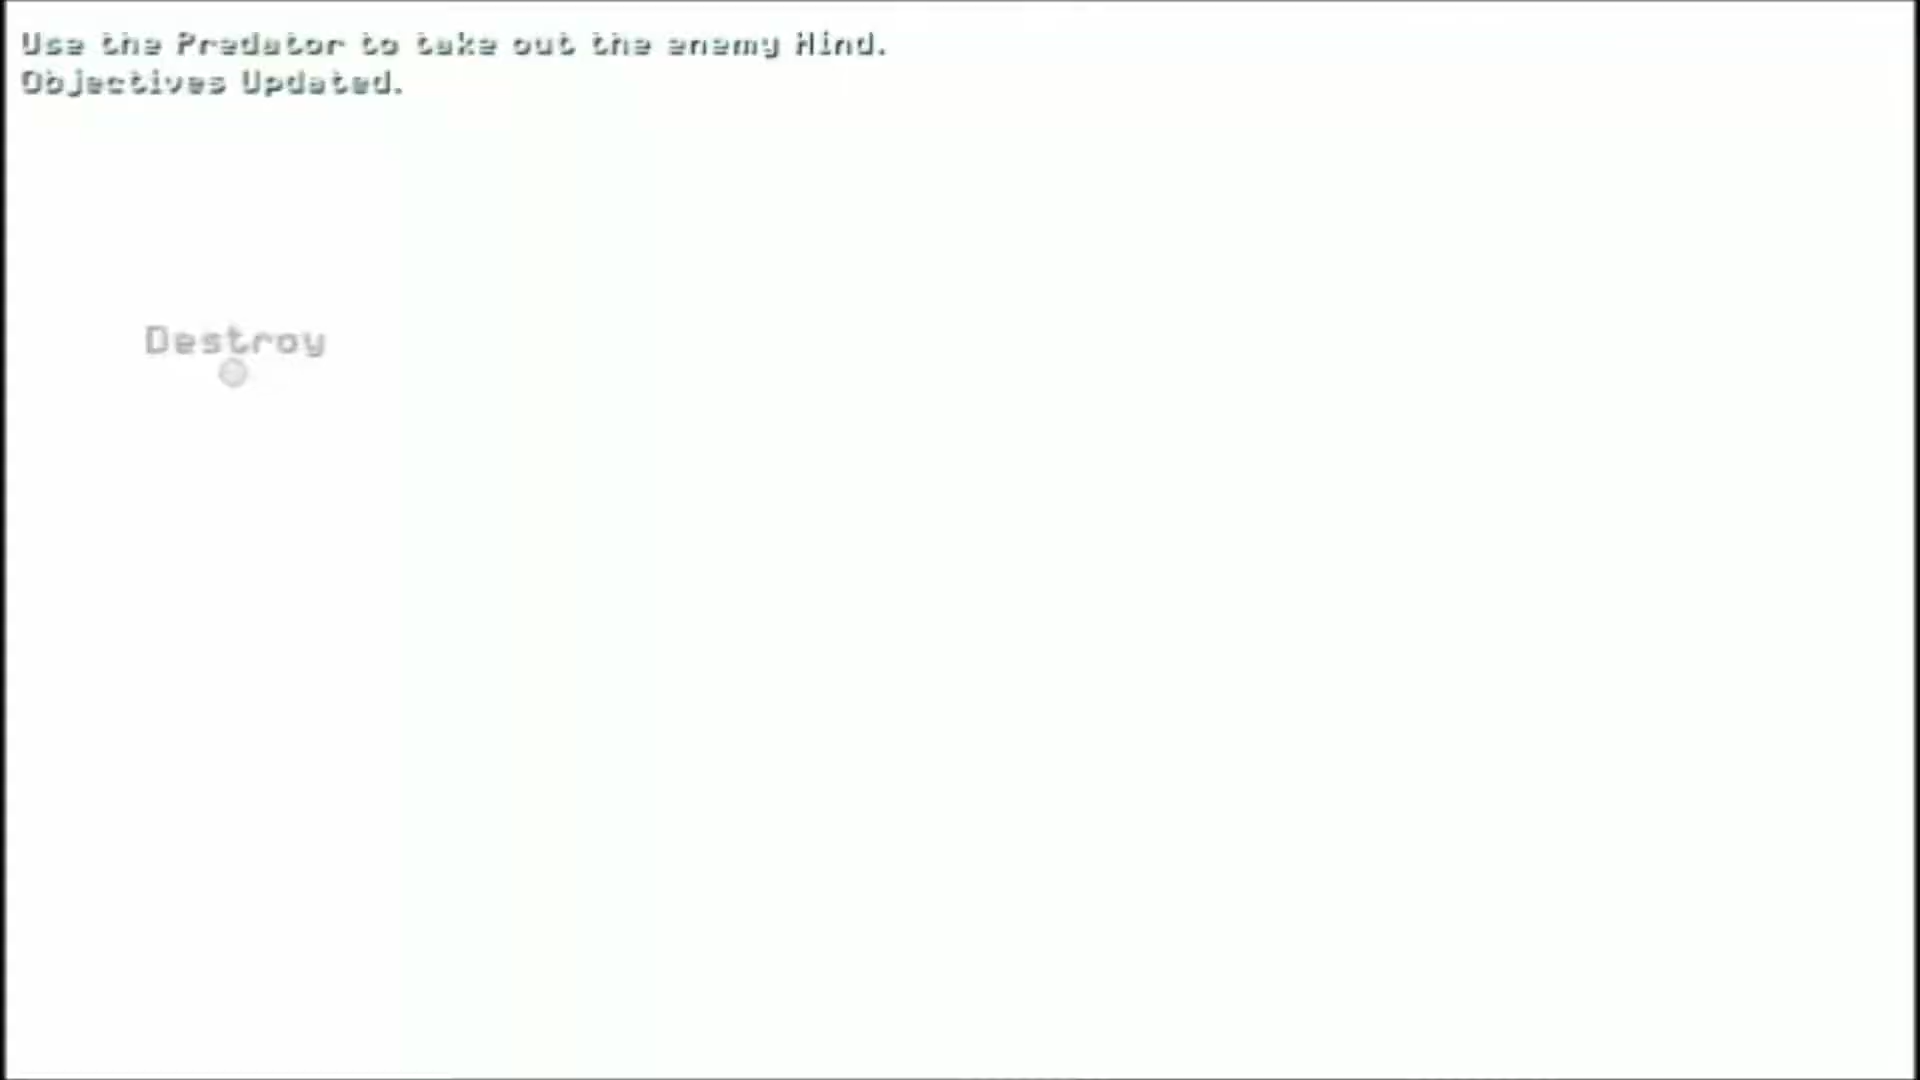 Use the Predator to take out the enemy Hind.
Objectives Updated.
Destroy